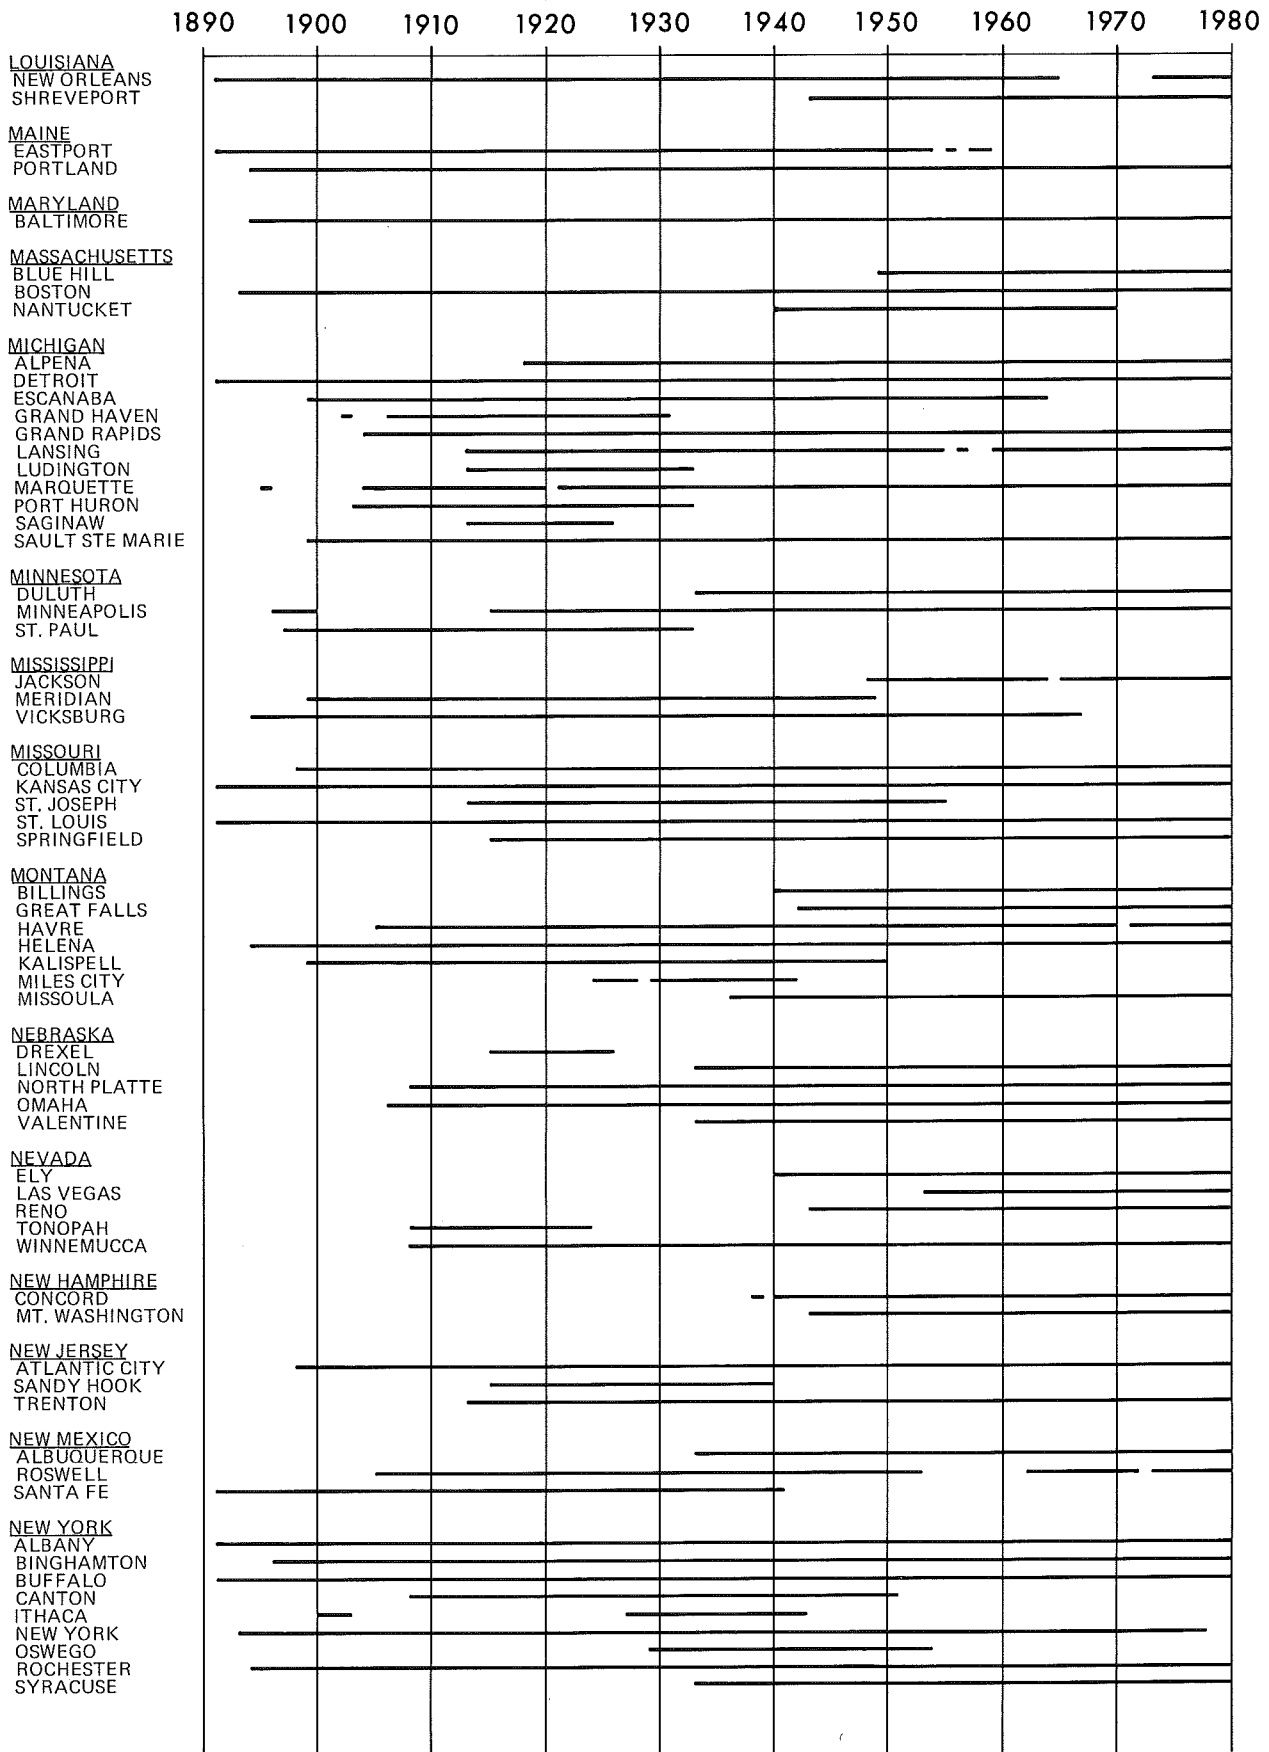 1890 1900 1910 1920 1930 1940 1950 1960 1970 1980
LOUISIANA
NEW ORLEANS
SHREVEPORT
MAINE
EASTPORT
PORTLAND
MARYLAND
BALTIMORE
MASSACHUSETTS
BLUE HILL
BOSTON
NANTUCKET
MICHIGAN
ALPENA
DETROIT
ESCANABA
GRAND HAVEN
GRAND RAPIDS
LANSING
LUDINGTON
MARQUETTE
PORT HURON
SAGINAW
SAULT STE MARIE
MINNESOTA
DULUTH
MINNEAPOLIS
ST. PAUL
MISSISSIPPI
JACKSON
MERIDIAN
VICKSBURG
MISSOURI
COLUMBIA
KANSAS CITY
ST. JOSEPH
ST. LOUIS
SPRINGFIELD
MONTANA
BILLINGS
GREAT FALLS
HAVRE
HELENA
KALISPELL
MILES CITY
MISSOULA
NEBRASKA
DREXEL
LINCOLN
NORTH PLATTE
OMAHA
VALENTINE
NEVADA
ELY
LAS VEGAS
RENO
TONOPAH
WINNEMUCCA
NEW HAMPHIRE
CONCORD
MT. WASHINGTON
NEW JERSEY
ATLANTIC CITY
SANDY HOOK
TRENTON
NEW MEXICO
ALBUQUERQUE
ROSWELL
SANTA FE
NEW YORK
ALBANY
BINGHAMTON
BUFFALO
CANTON
ITHACA
NEW YORK
OSWEGO
ROCHESTER
SYRACUSE